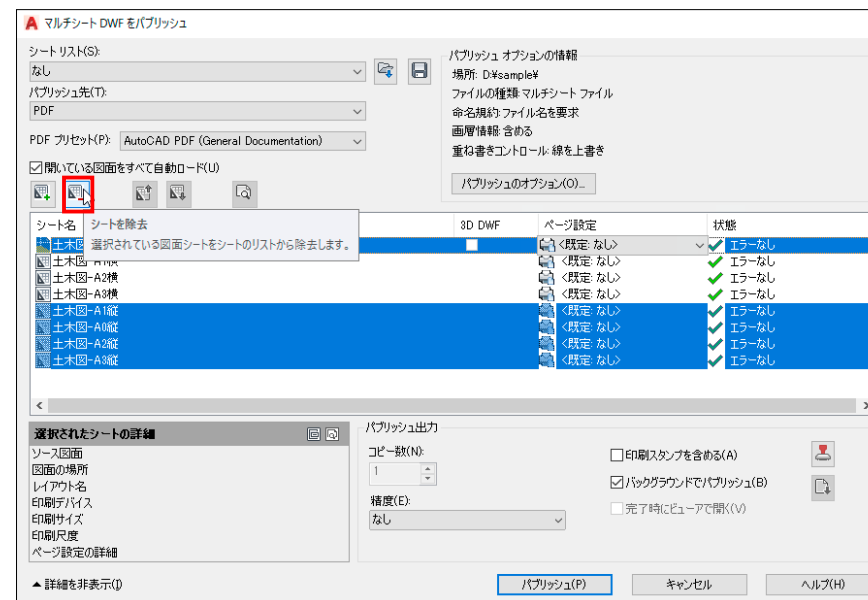 マルチシート DWF をパブリッシュ
シート リスト(S):
なし
パブリッシュ先(T):
PDF
PDF プリセット(P):
AutoCAD PDF (General Documentation)
開いている図面をすべて自動ロード(U)
パブリッシュ オプションの情報
場所: D:¥sample¥
ファイルの種類: マルチシート ファイル
命名規約: ファイル名を要求
画層情報: 含める
重ね書きコントロール: 線を上書き
パブリッシュのオプション(O)...
シート名 3D DWF ページ設定 状態
シートを除去
選択されている図面シートをシートのリストから除去します。
土木図 <既定: なし> エラーなし
土木図 <既定: なし> エラーなし
土木図-A2横 <既定: なし> エラーなし
土木図-A3横 <既定: なし> エラーなし
土木図-A1縦 <既定: なし> エラーなし
土木図-A0縦 <既定: なし> エラーなし
土木図-A2縦 <既定: なし> エラーなし
土木図-A3縦 <既定: なし> エラーなし
選択されたシートの詳細
ソース図面
図面の場所
レイアウト名
印刷デバイス
印刷サイズ
印刷尺度
ページ設定の詳細
パブリッシュ出力
コピー数(N):
1
精度(E):
なし
印刷スタンプを含める(A)
バックグラウンドでパブリッシュ(B)
完了時にビューアで開く(V)
詳細を非表示(I)
パブリッシュ(P)
キャンセル
ヘルプ(H)